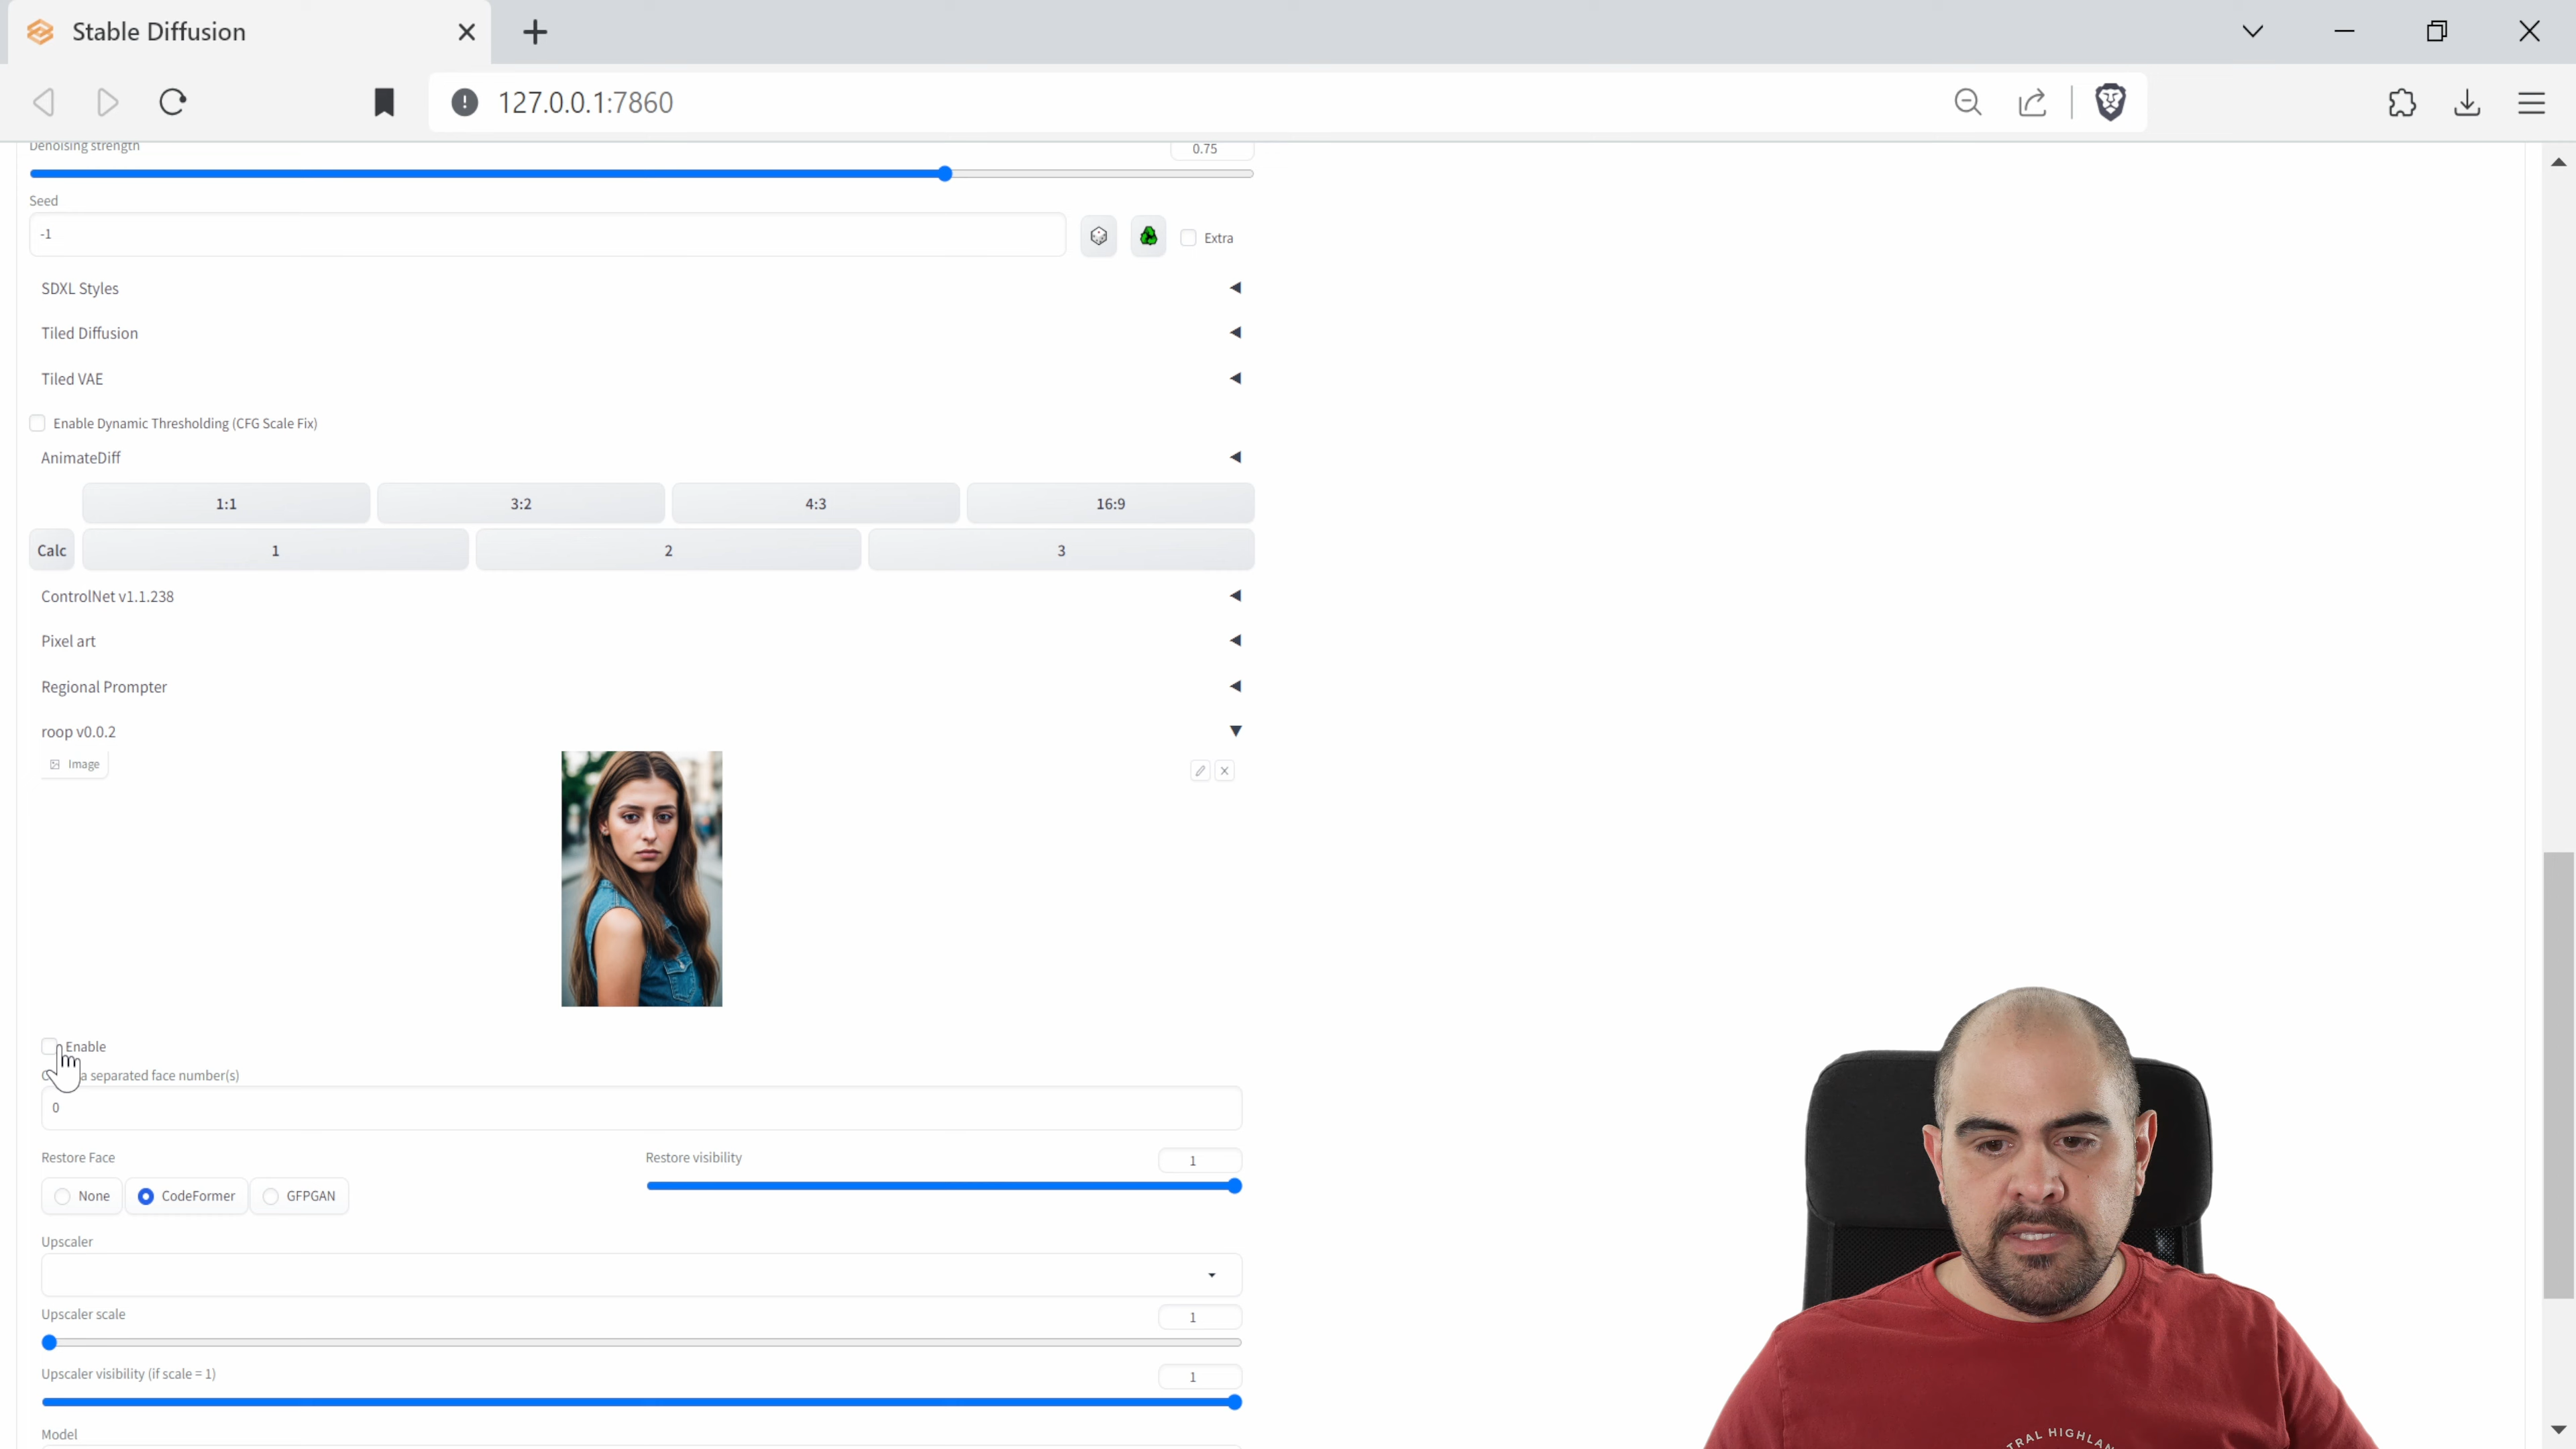 Stable Diffusion
127.0.0.1:7860
Denoising strength
0.75
Seed
-1
Extra
SDXL Styles
Tiled Diffusion
Tiled VAE
Enable Dynamic Thresholding (CFG Scale Fix)
AnimateDiff
1:1 3:2 4:3 16:9
Calc 1 2 3
ControlNet v1.1.238
Pixel art
Regional Prompter
roop v0.0.2
Image
Enable
separated face number(s)
0
Restore Face
Restore visibility
1
None CodeFormer GFPGAN
Upscaler
Upscaler scale
1
Upscaler visibility (if scale = 1)
1
Model